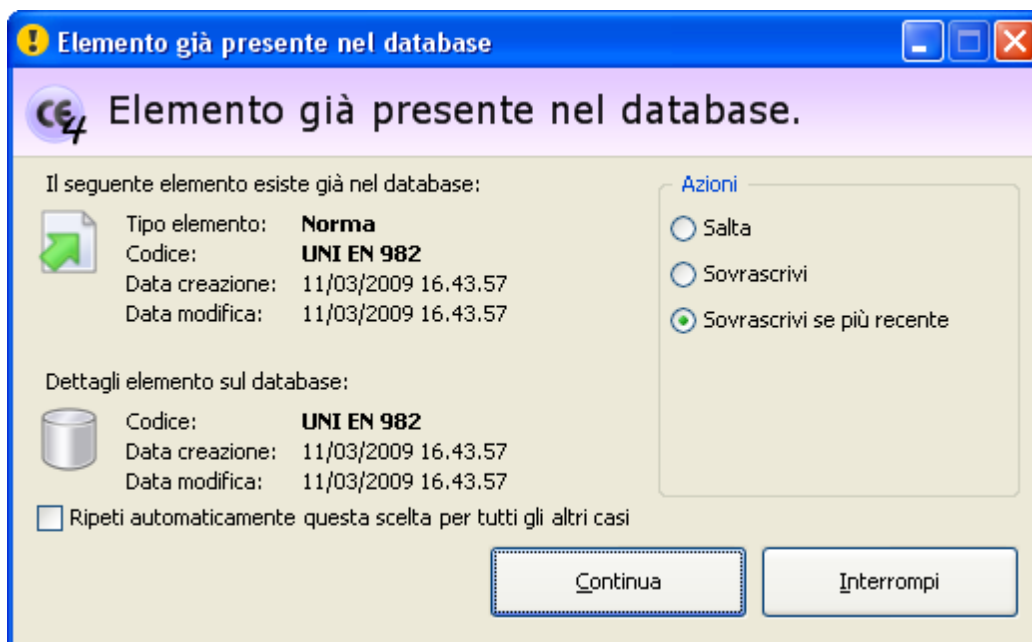 Elemento già presente nel database
CE4 Elemento già presente nel database.
Il seguente elemento esiste già nel database:
Tipo elemento: Norma
Codice: UNI EN 982
Data creazione: 11/03/2009 16.43.57
Data modifica: 11/03/2009 16.43.57
Dettagli elemento sul database:
Codice: UNI EN 982
Data creazione: 11/03/2009 16.43.57
Data modifica: 11/03/2009 16.43.57
Azioni
Salta
Sovrascrivi
Sovrascrivi se più recente
Ripeti automaticamente questa scelta per tutti gli altri casi
Continua Interrompi